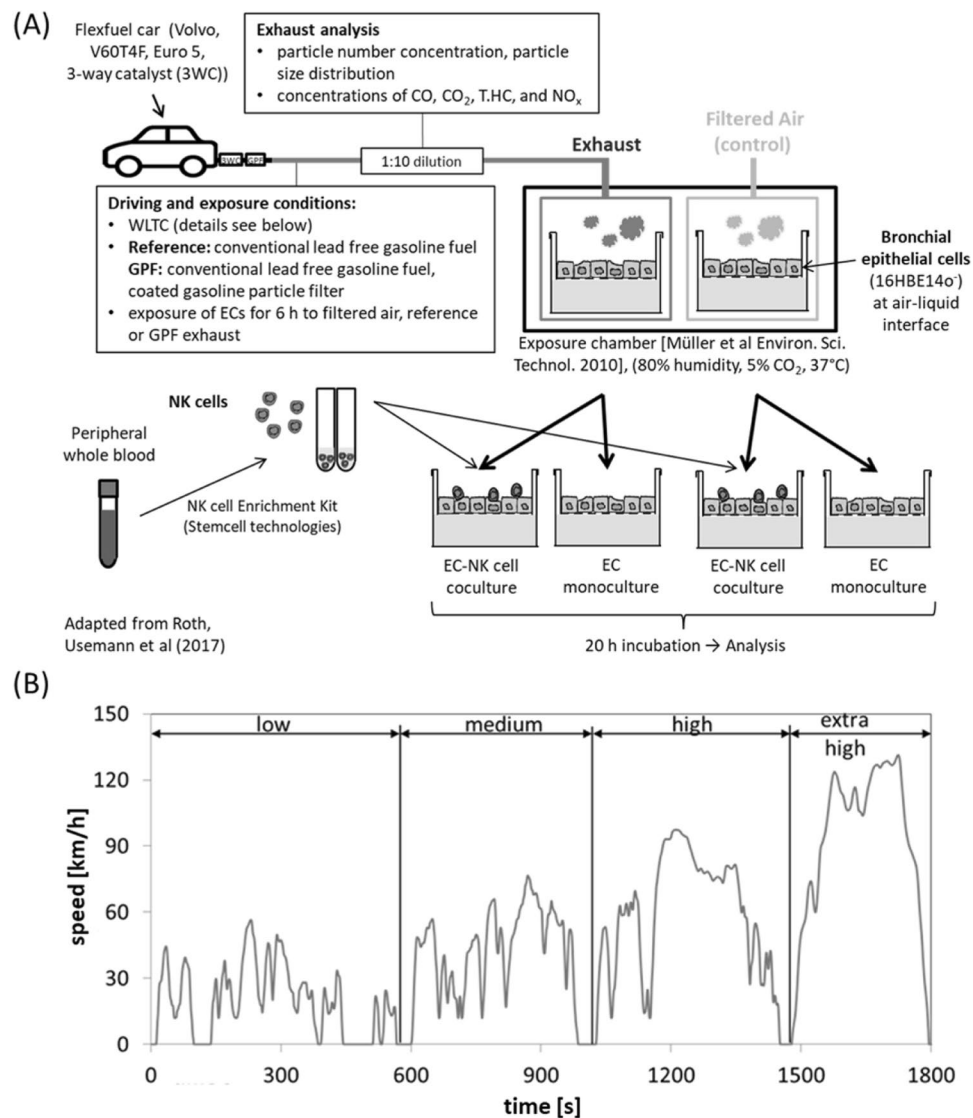 (A)
Flexfuel car (Volvo,
V60T4F, Euro 5,
3-way catalyst (3WC))
Exhaust analysis
• particle number concentration, particle
size distribution
• concentrations of CO, CO₂, T.HC, and NOₓ
3WC
GPF
1:10 dilution
Exhaust
Filtered Air
(control)
Driving and exposure conditions:
• WLTC (details see below)
• Reference: conventional lead free gasoline fuel
GPF: conventional lead free gasoline fuel,
coated gasoline particle filter
• exposure of ECs for 6 h to filtered air, reference
or GPF exhaust
Bronchial
epithelial cells
(16HBE14o⁻)
at air-liquid
interface
Exposure chamber [Müller et al Environ. Sci.
Technol. 2010], (80% humidity, 5% CO₂, 37°C)
NK cells
Peripheral
whole blood
NK cell Enrichment Kit
(Stemcell technologies)
EC-NK cell
coculture
EC
monoculture
EC-NK cell
coculture
EC
monoculture
20 h incubation → Analysis
Adapted from Roth,
Usemann et al (2017)
(B)
speed [km/h]
150
120
90
60
30
0
low
medium
high
extra
high
0
300
600
900
1200
1500
1800
time [s]